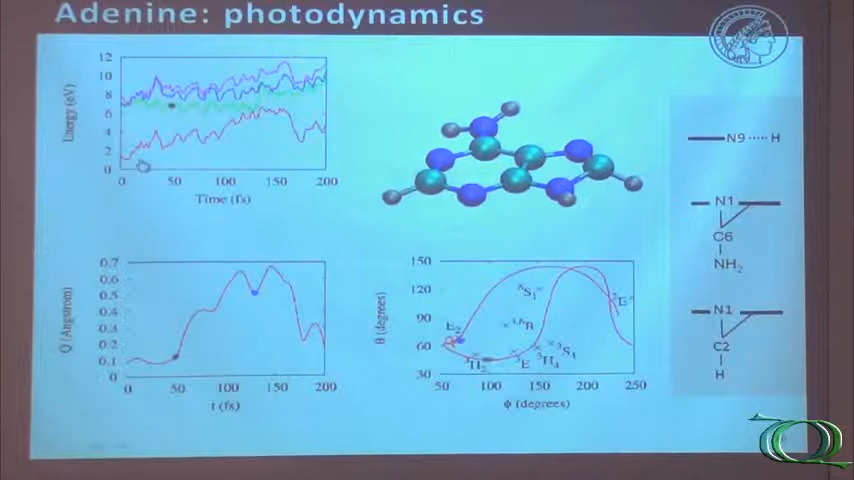 Adenine: photodynamics
12
10
8
6
4
2
0
Energy (eV)
0 50 100 150 200
Time (fs)
0.7
0.6
0.5
0.4
0.3
0.2
0.1
0
Q (Angstrom)
0 50 100 150 200
t (fs)
150
120
90
60
30
θ (degrees)
E₂
⁶S₁
B
E
E
³H₄
³S₁
50 100 150 200 250
ϕ (degrees)
N9 H
N1
C6
NH₂
N1
C2
H
TQ